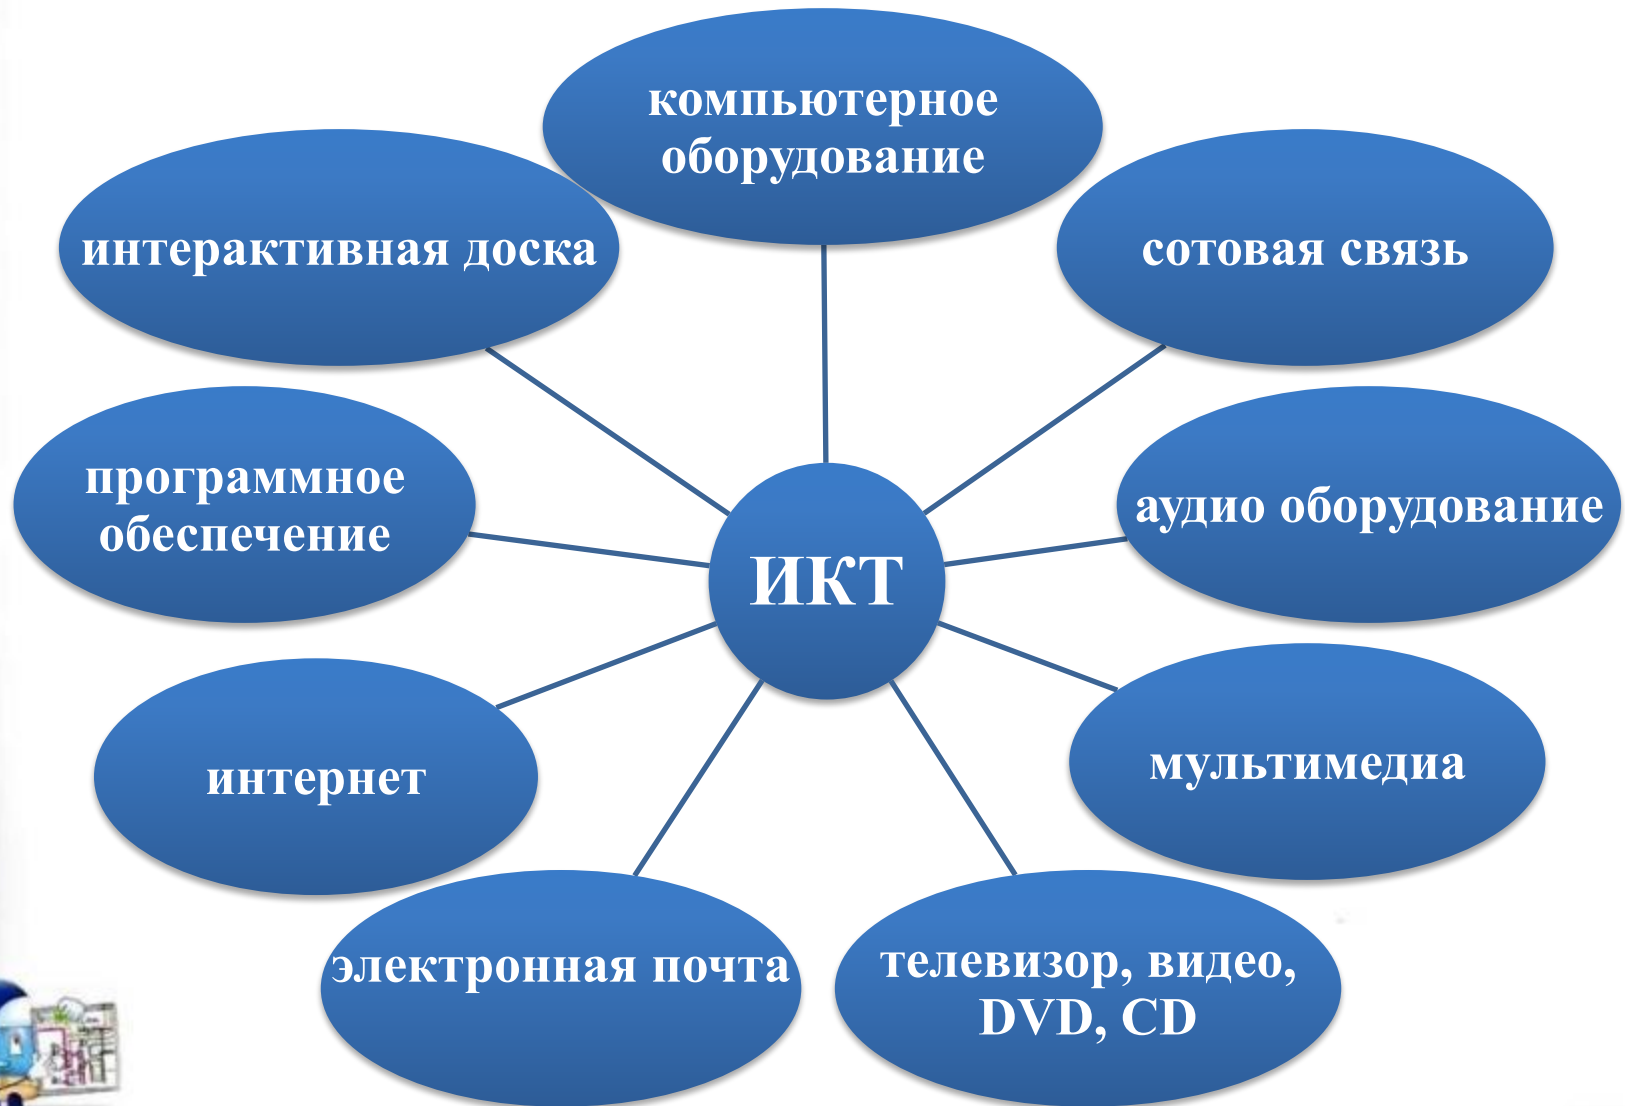 компьютерное
оборудование
интерактивная доска
сотовая связь
программное
обеспечение
аудио оборудование
ИКТ
интернет
мультимедиа
электронная почта
телевизор, видео,
DVD, CD